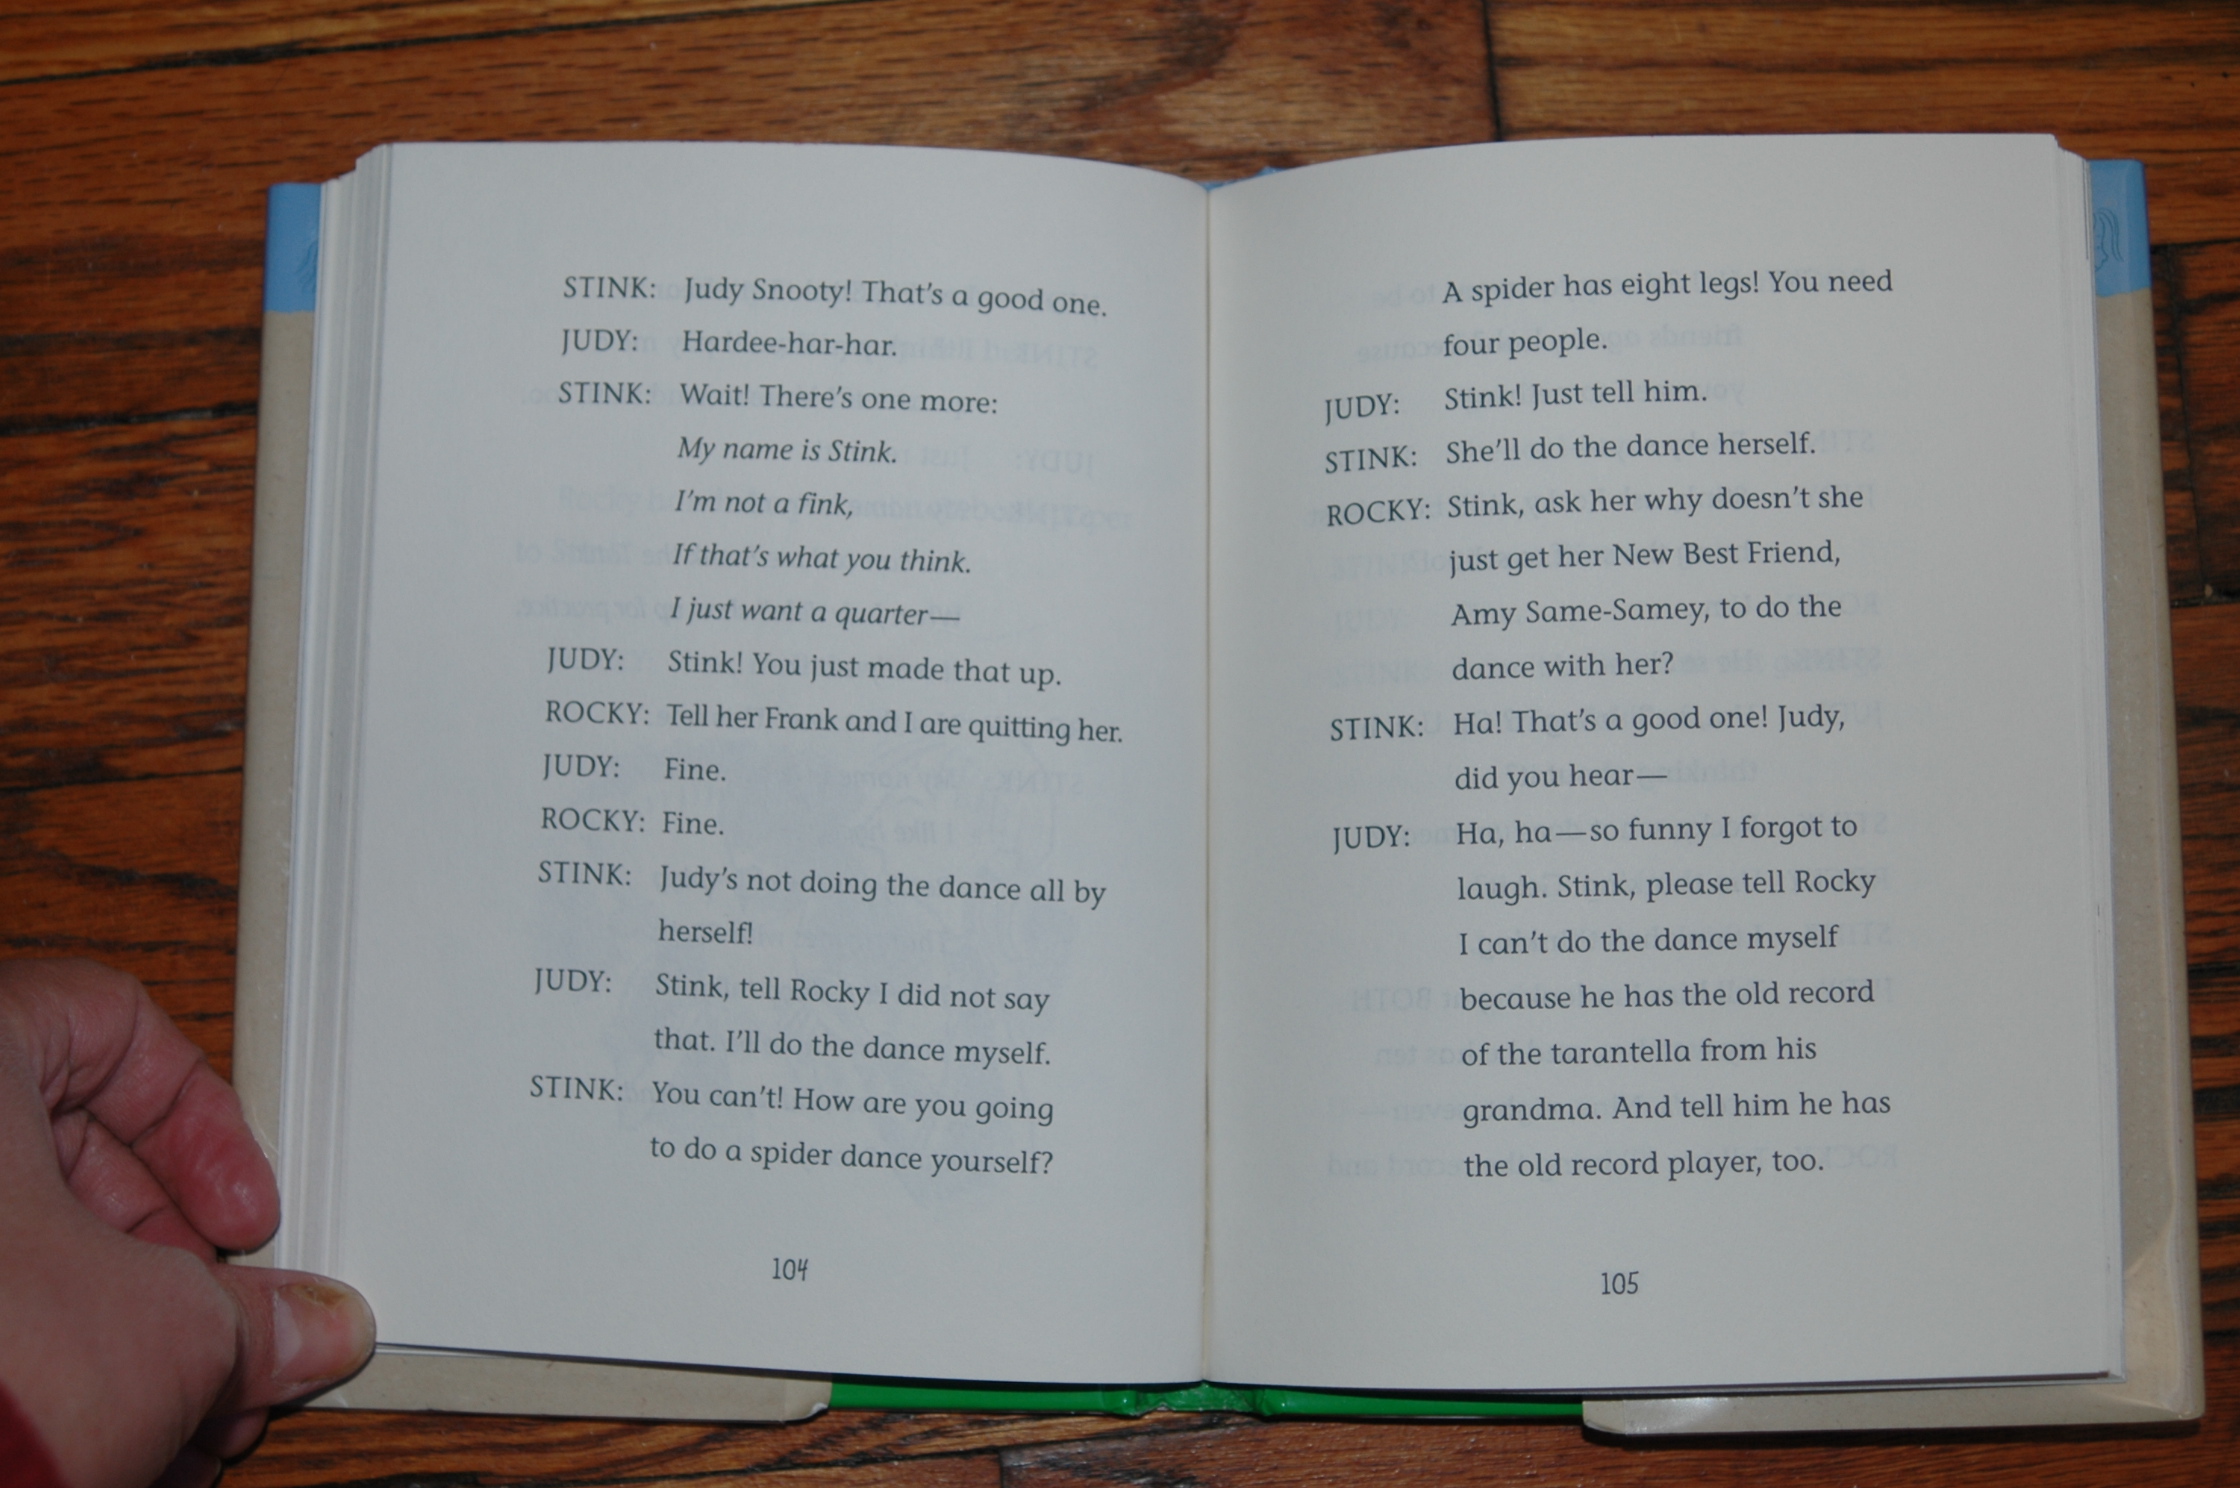 STINK: Judy Snooty! That's a good one.
JUDY: Hardee-har-har.
STINK: Wait! There's one more:
My name is Stink.
I'm not a fink,
If that's what you think.
I just want a quarter—
JUDY: Stink! You just made that up.
ROCKY: Tell her Frank and I are quitting her.
JUDY: Fine.
ROCKY: Fine.
STINK: Judy's not doing the dance all by
herself!
JUDY: Stink, tell Rocky I did not say
that. I'll do the dance myself.
STINK: You can't! How are you going
to do a spider dance yourself?
104
A spider has eight legs! You need
four people.
JUDY: Stink! Just tell him.
STINK: She'll do the dance herself.
ROCKY: Stink, ask her why doesn't she
just get her New Best Friend,
Amy Same-Samey, to do the
dance with her?
STINK: Ha! That's a good one! Judy,
did you hear—
JUDY: Ha, ha—so funny I forgot to
laugh. Stink, please tell Rocky
I can't do the dance myself
because he has the old record
of the tarantella from his
grandma. And tell him he has
the old record player, too.
105